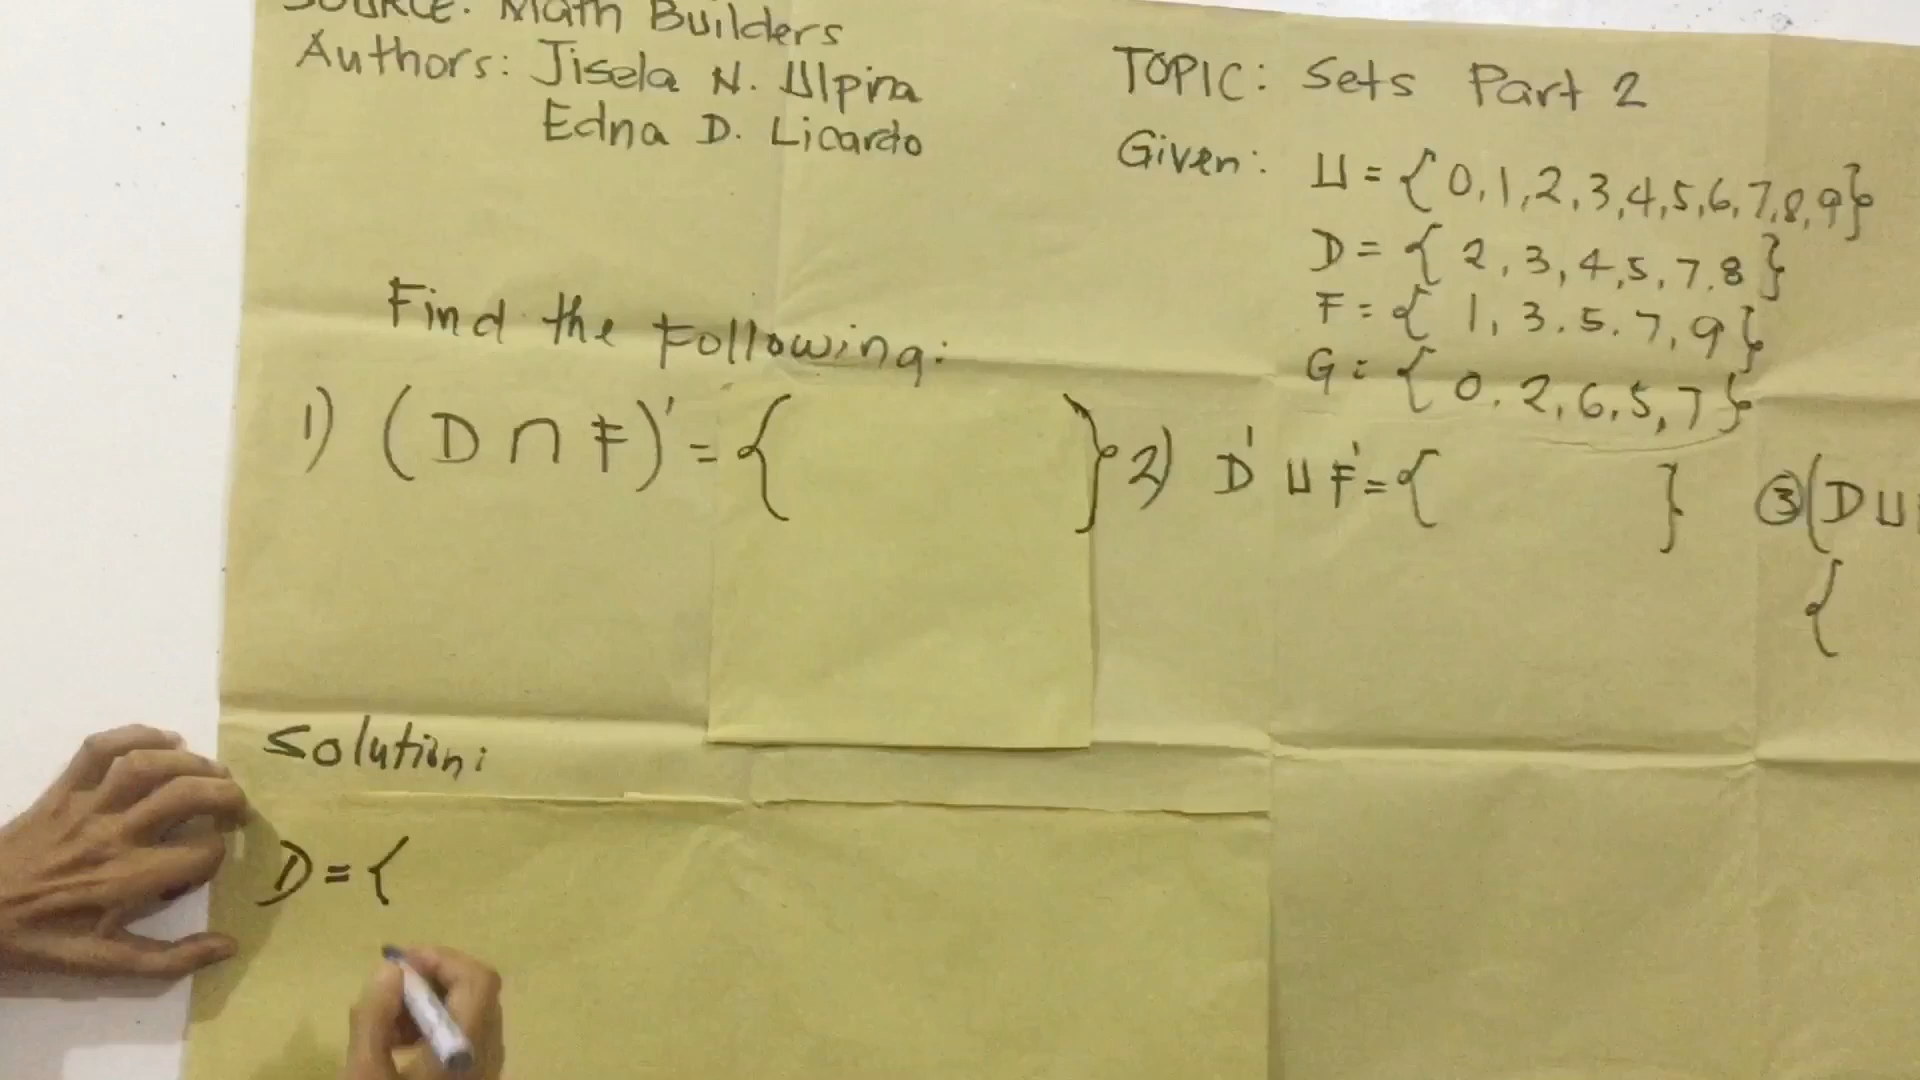 SOURCE: Math Builders
Authors: Jisela N. Ulpina
Edna D. Licardo
TOPIC: Sets Part 2
Given: U = { 0, 1, 2, 3, 4, 5, 6, 7, 8, 9 }
D = { 2, 3, 4, 5, 7, 8 }
F = { 1, 3, 5, 7, 9 }
G = { 0, 2, 6, 5, 7 }
Find the Following:
1) (D ∩ F)' = { }
2) D' ∪ F' = { }
③ (D ∪
{
Solution:
D = {